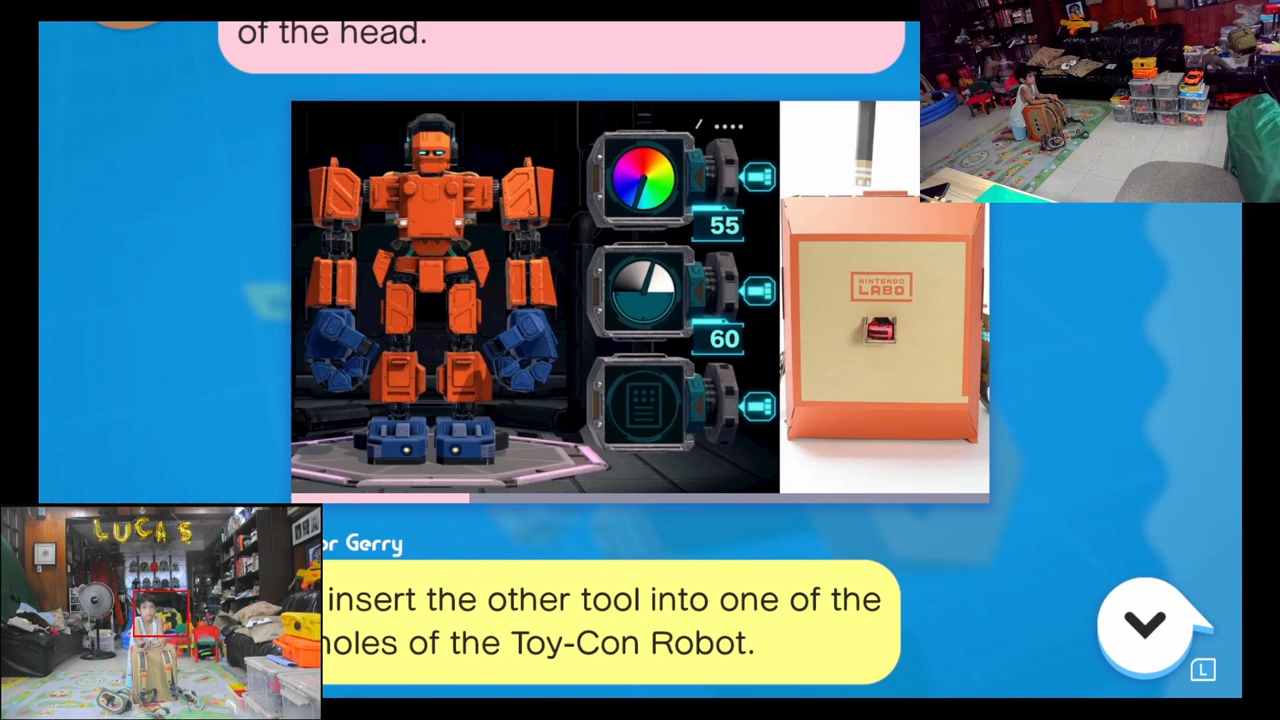 of the head.
55
60
NINTENDO
LABO
LUCAS
or Gerry
insert the other tool into one of the
holes of the Toy-Con Robot.
L